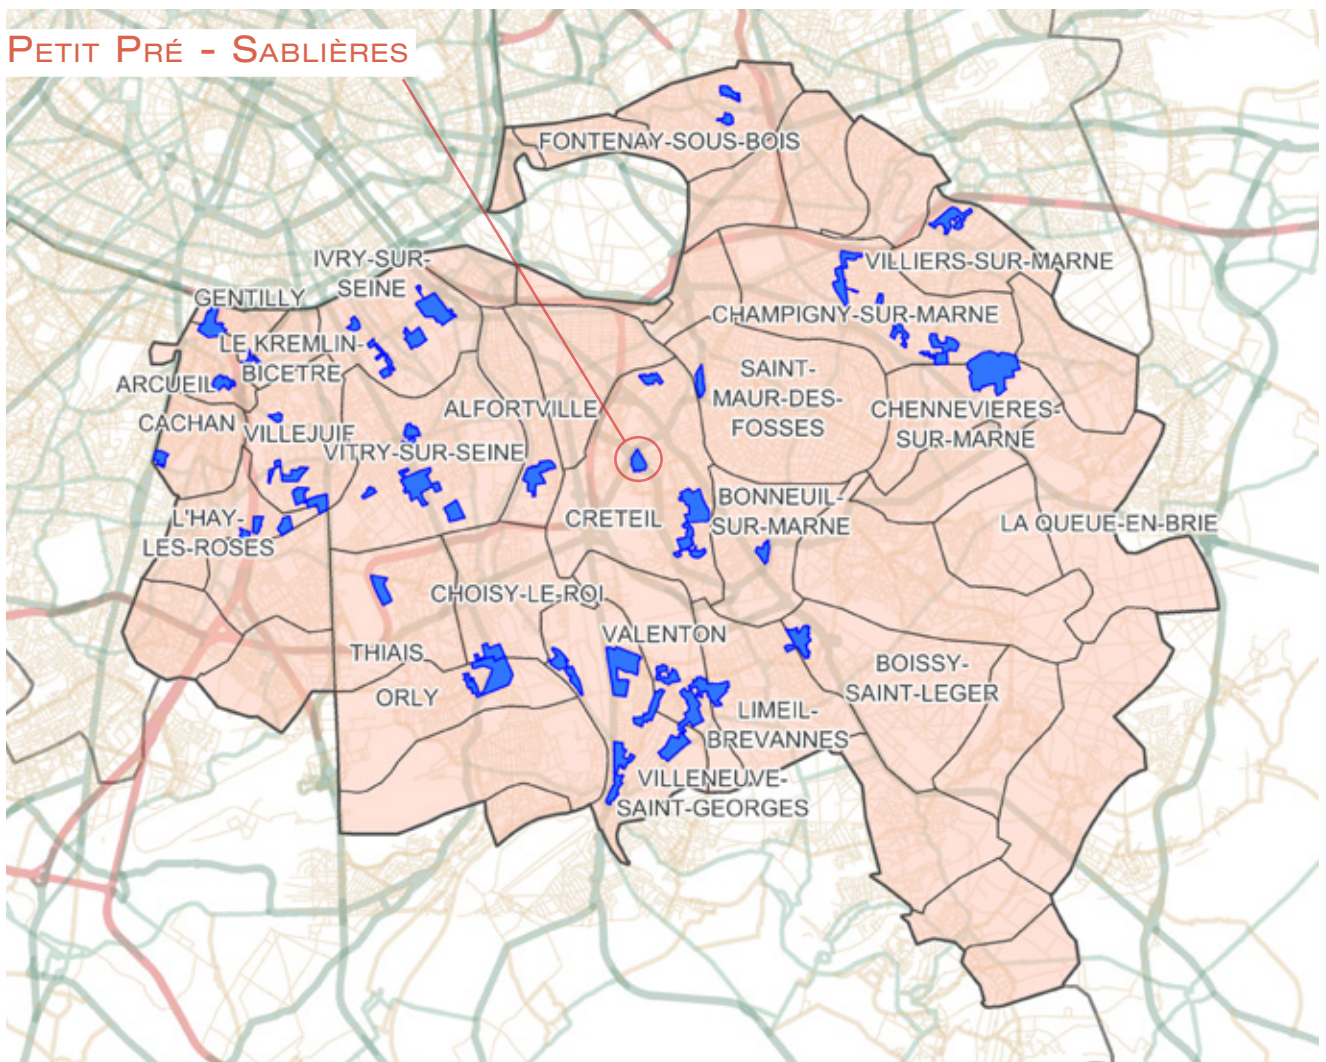 PETIT PRÉ - SABLIÈRES
FONTENAY-SOUS-BOIS
IVRY-SUR-
SEINE
GENTILLY
VILLIERS-SUR-MARNE
CHAMPIGNY-SUR-MARNE
LE KREMLIN-
BICETRE
ARCUEIL
SAINT-
MAUR-DES-
FOSSES
CACHAN
ALFORTVILLE
CHENNEVIERES-
SUR-MARNE
VILLEJUIF
VITRY-SUR-SEINE
L'HAY-
LES-ROSES
CRETEIL
BONNEUIL-
SUR-MARNE
LA QUEUE-EN-BRIE
CHOISY-LE-ROI
THIAIS
VALENTON
BOISSY-
SAINT-LEGER
ORLY
LIMEIL-
BREVANNES
VILLENEUVE-
SAINT-GEORGES